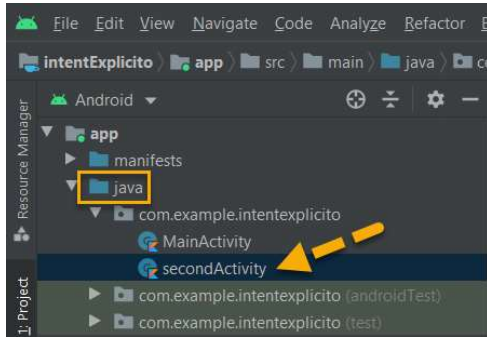 File Edit View Navigate Code Analyze Refactor
intentExplicito app src main java
Android
app
manifests
java
com.example.intentexplicito
MainActivity
secondActivity
com.example.intentexplicito (androidTest)
com.example.intentexplicito (test)
Resource Manager
1: Project